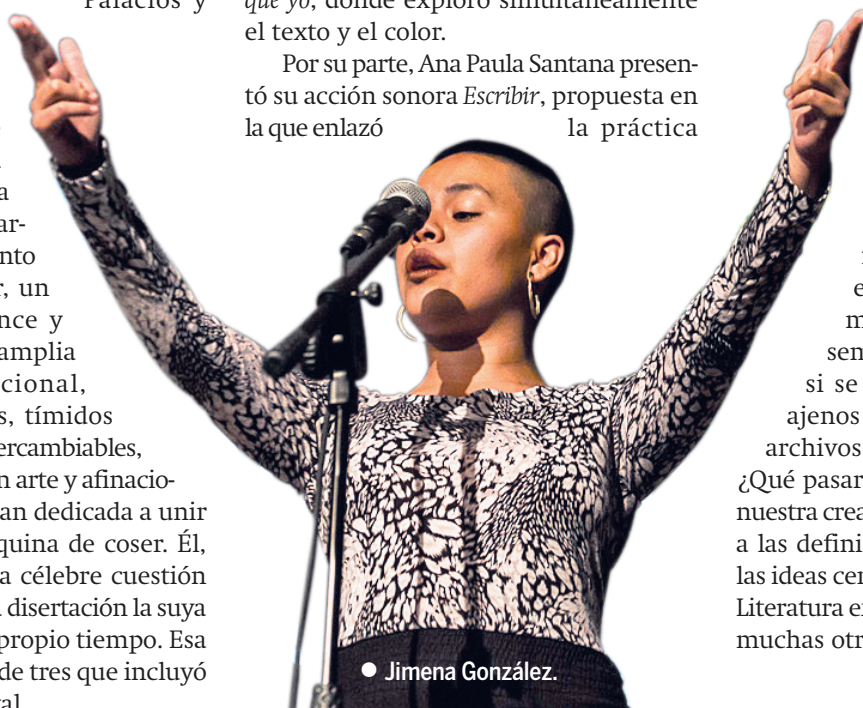 Palacios y
ar-
nto
r, un
nce y
amplia
cional,
s, tímidos
ercambiables,
n arte y afinacio-
an dedicada a unir
quina de coser. Él,
a célebre cuestión
disertación la suya
propio tiempo. Esa
de tres que incluyó
que yo, donde exploró simultáneamente
el texto y el color.
Por su parte, Ana Paula Santana presen-
tó su acción sonora Escribir, propuesta en
la que enlazó la práctica
sem
si se
ajenos
archivos
¿Qué pasar
nuestra crea
a las defini
las ideas cen
Literatura ex
muchas otr
● Jimena González.